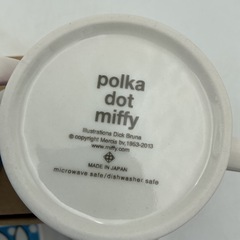 polka
dot
miffy
Illustrations Dick Bruna
© copyright Mercis bv,1953-2013
www.miffy.com
MADE IN JAPAN
microwave safe/dishwasher safe